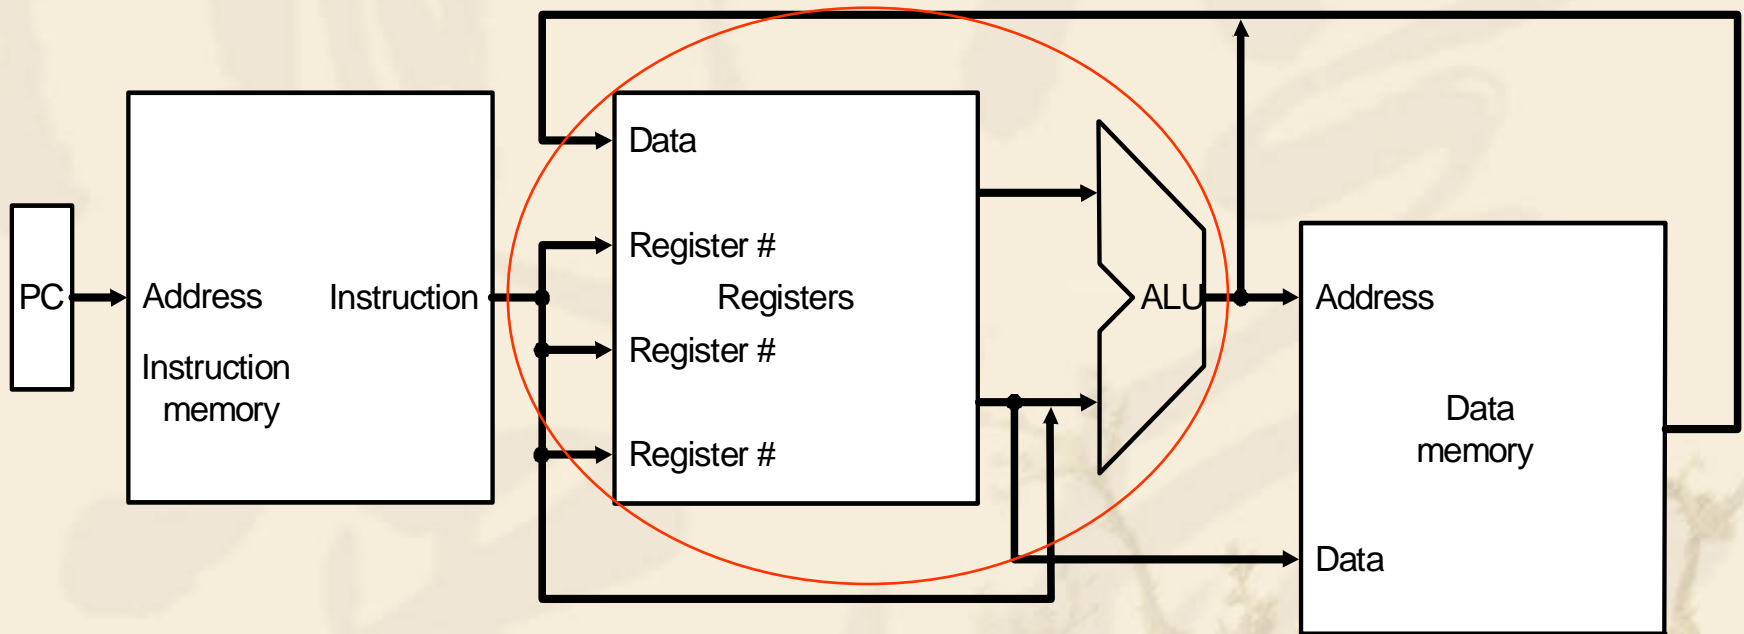 Data
Register #
PC
Address
Instruction
Registers
ALU
Address
Register #
Instruction
memory
Data
memory
Register #
Data